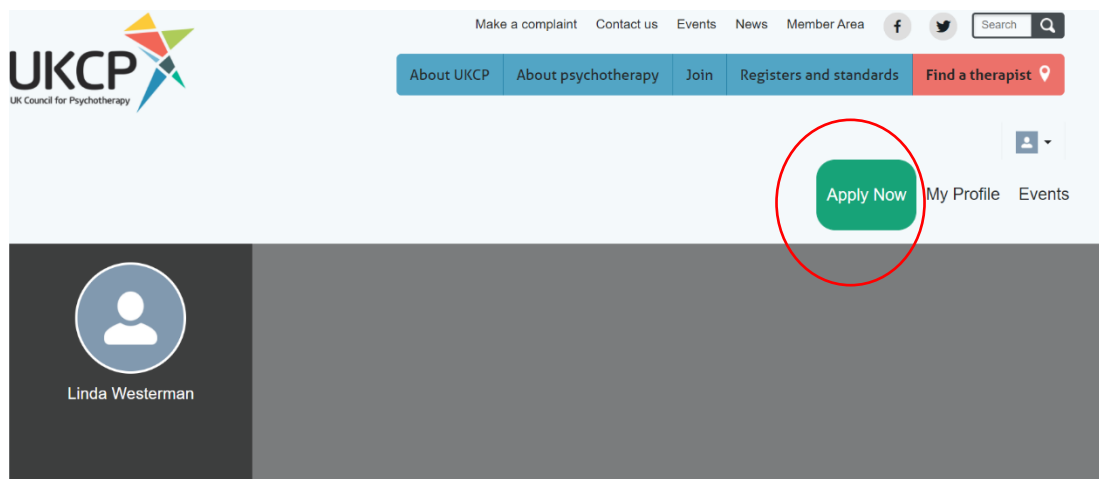 Make a complaint Contact us Events News Member Area Search
UKCP
UK Council for Psychotherapy
About UKCP About psychotherapy Join Registers and standards Find a therapist
Apply Now My Profile Events
Linda Westerman